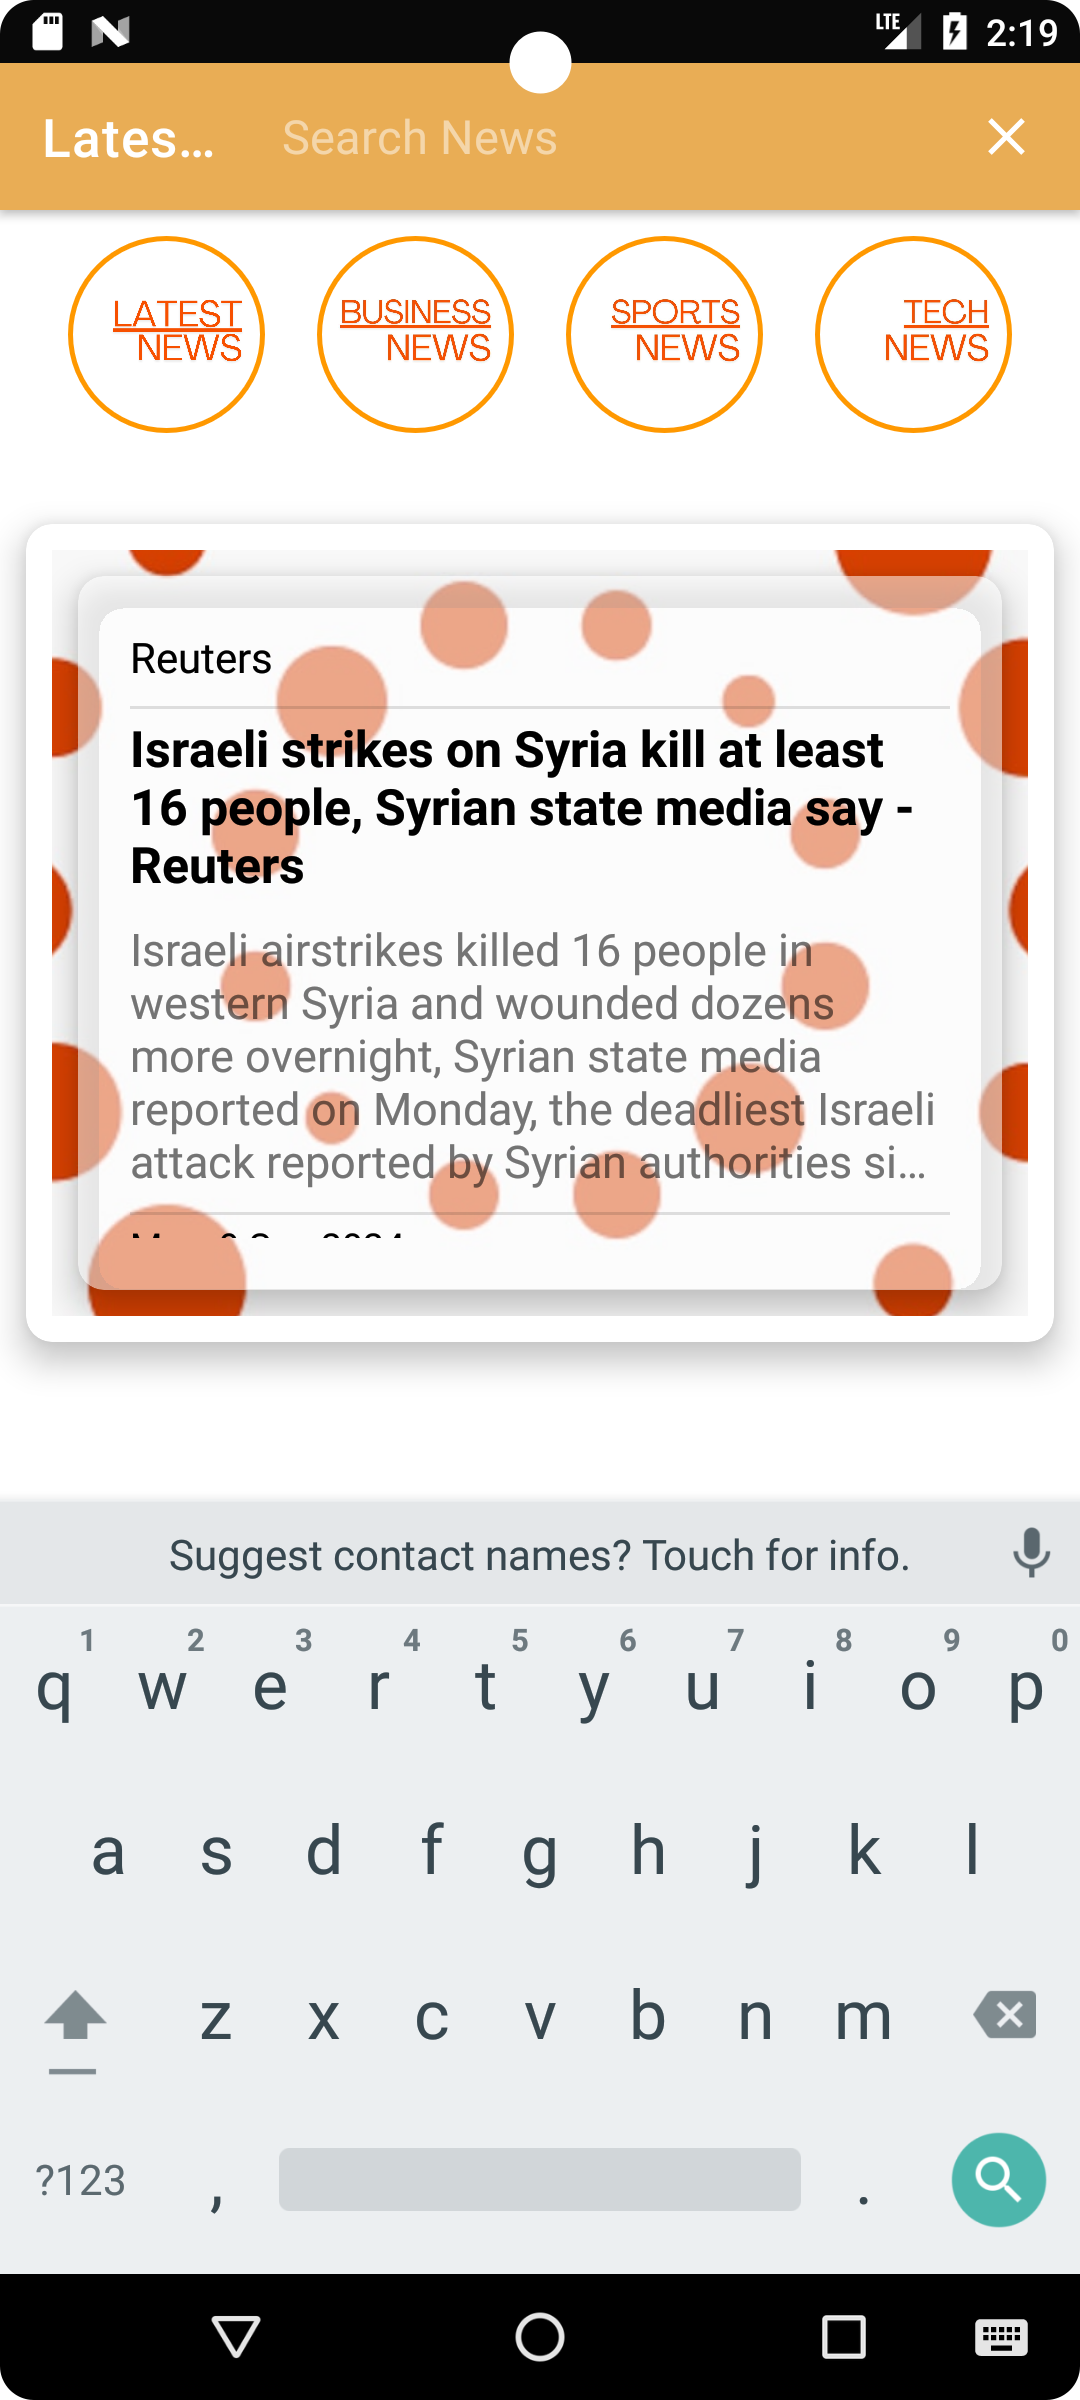 LTE 2:19
Lates... Search News
LATEST NEWS
BUSINESS NEWS
SPORTS NEWS
TECH NEWS
Reuters
Israeli strikes on Syria kill at least
16 people, Syrian state media say -
Reuters
Israeli airstrikes killed 16 people in
western Syria and wounded dozens
more overnight, Syrian state media
reported on Monday, the deadliest Israeli
attack reported by Syrian authorities si...
Suggest contact names? Touch for info.
1 2 3 4 5 6 7 8 9 0
q w e r t y u i o p
a s d f g h j k l
z x c v b n m
?123 , .